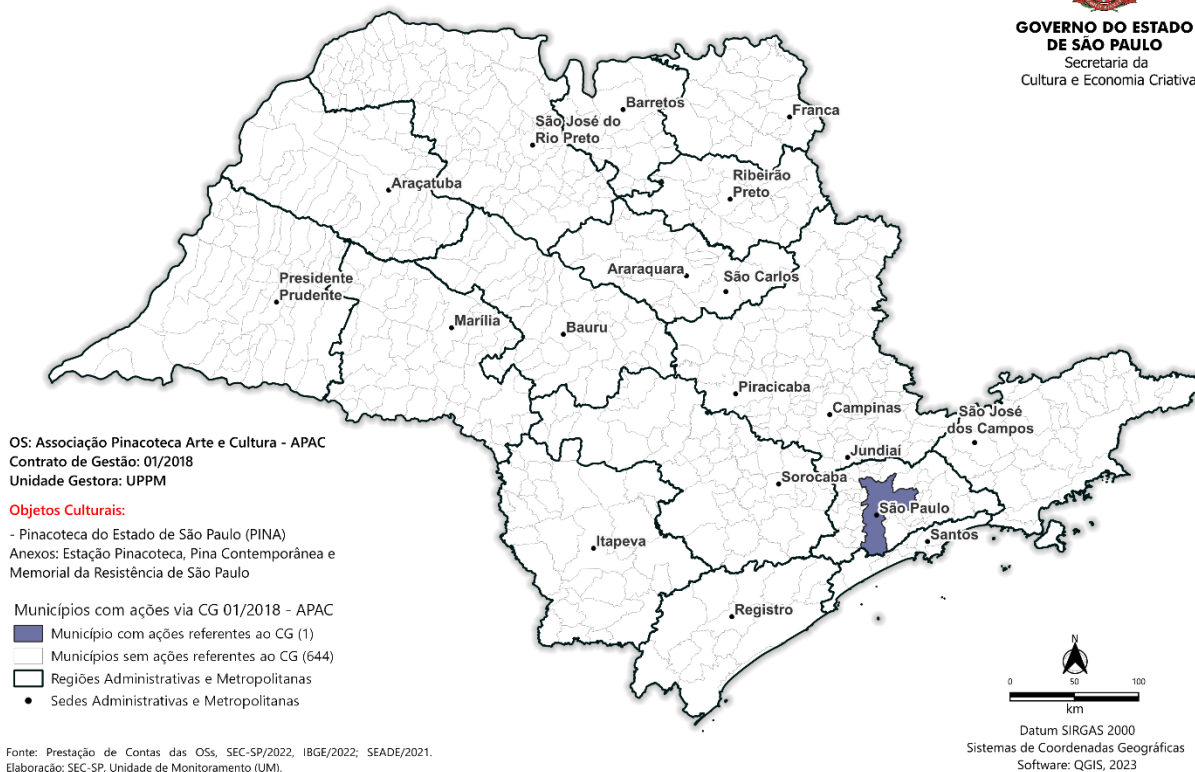 GOVERNO DO ESTADO
DE SÃO PAULO
Secretaria da
Cultura e Economia Criativa
Barretos
Franca
São José do
Rio Preto
Ribeirão
Preto
Araçatuba
Araraquara
São Carlos
Presidente
Prudente
Marília
Bauru
Piracicaba
Campinas
São José
dos Campos
Jundiaí
Sorocaba
São Paulo
Santos
Itapeva
Registro
OS: Associação Pinacoteca Arte e Cultura - APAC
Contrato de Gestão: 01/2018
Unidade Gestora: UPPM
Objetos Culturais:
- Pinacoteca do Estado de São Paulo (PINA)
Anexos: Estação Pinacoteca, Pina Contemporânea e
Memorial da Resistência de São Paulo
Municípios com ações via CG 01/2018 - APAC
Município com ações referentes ao CG (1)
Municípios sem ações referentes ao CG (644)
Regiões Administrativas e Metropolitanas
Sedes Administrativas e Metropolitanas
N
0 50 100
km
Datum SIRGAS 2000
Sistemas de Coordenadas Geográficas
Software: QGIS, 2023
Fonte: Prestação de Contas das OSs, SEC-SP/2022, IBGE/2022; SEADE/2021.
Elaboração: SEC-SP. Unidade de Monitoramento (UM).